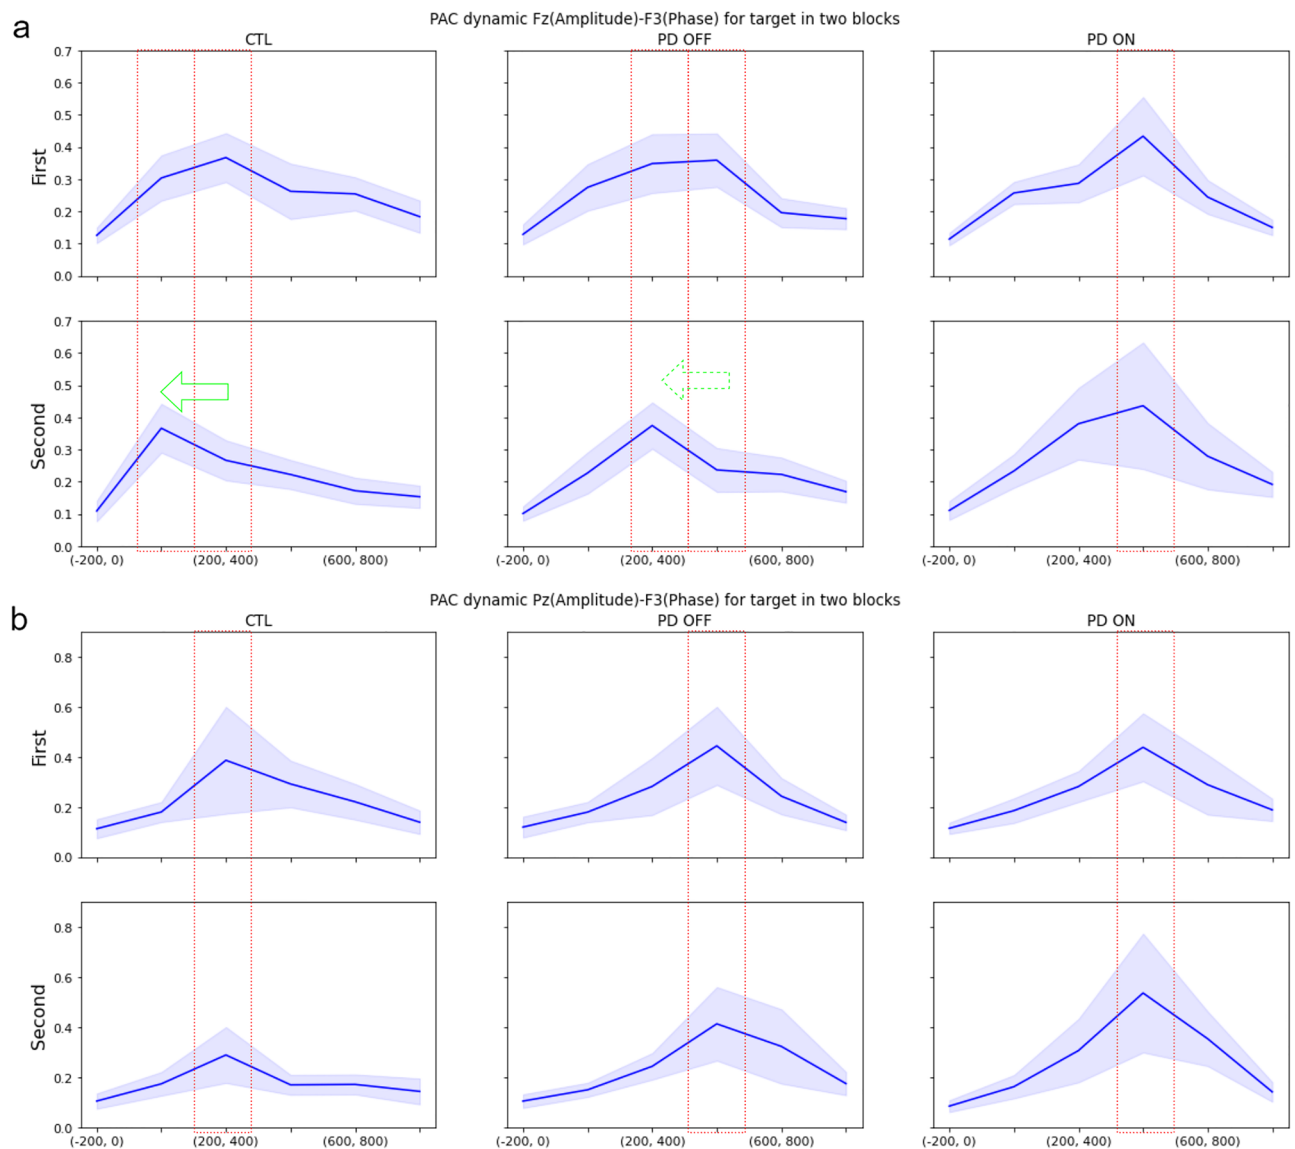 a
PAC dynamic Fz(Amplitude)-F3(Phase) for target in two blocks
CTL PD OFF PD ON
First
0.7
0.6
0.5
0.4
0.3
0.2
0.1
0.0
Second
0.7
0.6
0.5
0.4
0.3
0.2
0.1
0.0
(-200, 0) (200, 400) (600, 800) (-200, 0) (200, 400) (600, 800) (-200, 0) (200, 400) (600, 800)
b
PAC dynamic Pz(Amplitude)-F3(Phase) for target in two blocks
CTL PD OFF PD ON
First
0.8
0.6
0.4
0.2
0.0
Second
0.8
0.6
0.4
0.2
0.0
(-200, 0) (200, 400) (600, 800) (-200, 0) (200, 400) (600, 800) (-200, 0) (200, 400) (600, 800)